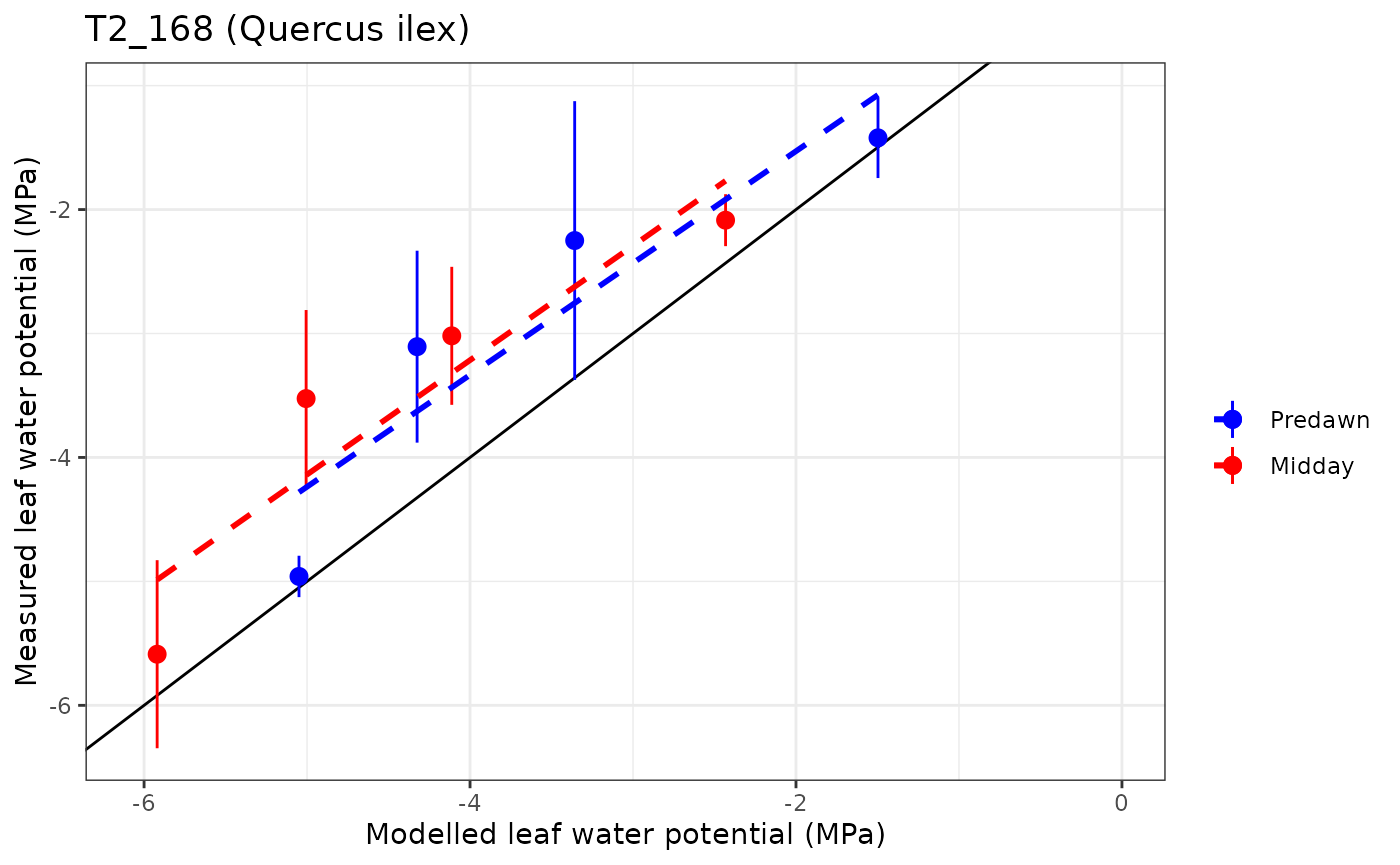 T2_168 (Quercus ilex)
Measured leaf water potential (MPa)
-2
-4
-6
-6
-4
-2
0
Modelled leaf water potential (MPa)
Predawn
Midday